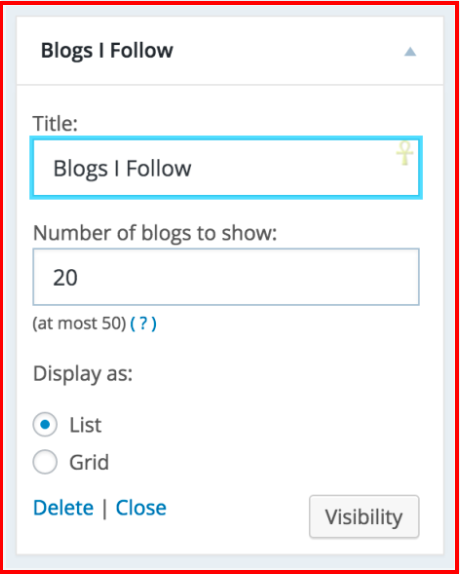 Blogs I Follow
Title:
Blogs I Follow
Number of blogs to show:
20
(at most 50) ( ? )
Display as:
List
Grid
Delete | Close
Visibility